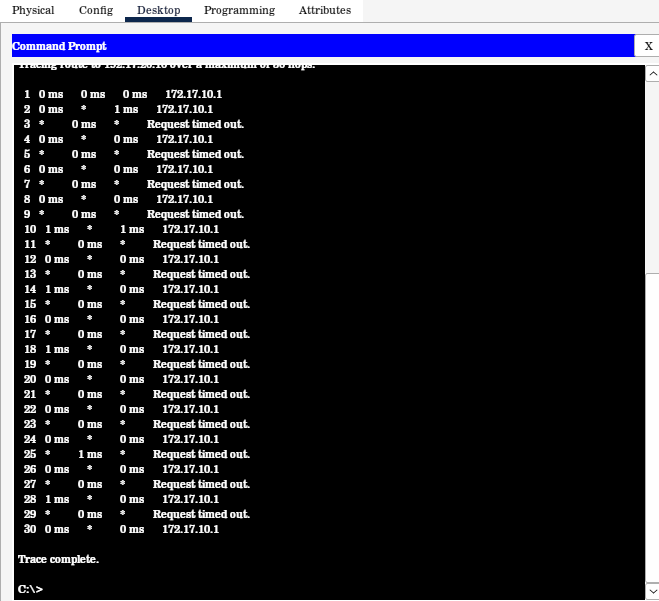 Physical Config Desktop Programming Attributes
Command Prompt X
Tracing route to 192.17.20.10 over a maximum of 30 hops:
1 0 ms 0 ms 0 ms 172.17.10.1
2 0 ms * 1 ms 172.17.10.1
3 * 0 ms * Request timed out.
4 0 ms * 0 ms 172.17.10.1
5 * 0 ms * Request timed out.
6 0 ms * 0 ms 172.17.10.1
7 * 0 ms * Request timed out.
8 0 ms * 0 ms 172.17.10.1
9 * 0 ms * Request timed out.
10 1 ms * 1 ms 172.17.10.1
11 * 0 ms * Request timed out.
12 0 ms * 0 ms 172.17.10.1
13 * 0 ms * Request timed out.
14 1 ms * 0 ms 172.17.10.1
15 * 0 ms * Request timed out.
16 0 ms * 0 ms 172.17.10.1
17 * 0 ms * Request timed out.
18 1 ms * 0 ms 172.17.10.1
19 * 0 ms * Request timed out.
20 0 ms * 0 ms 172.17.10.1
21 * 0 ms * Request timed out.
22 0 ms * 0 ms 172.17.10.1
23 * 0 ms * Request timed out.
24 0 ms * 0 ms 172.17.10.1
25 * 1 ms * Request timed out.
26 0 ms * 0 ms 172.17.10.1
27 * 0 ms * Request timed out.
28 1 ms * 0 ms 172.17.10.1
29 * 0 ms * Request timed out.
30 0 ms * 0 ms 172.17.10.1
Trace complete.
C:\>